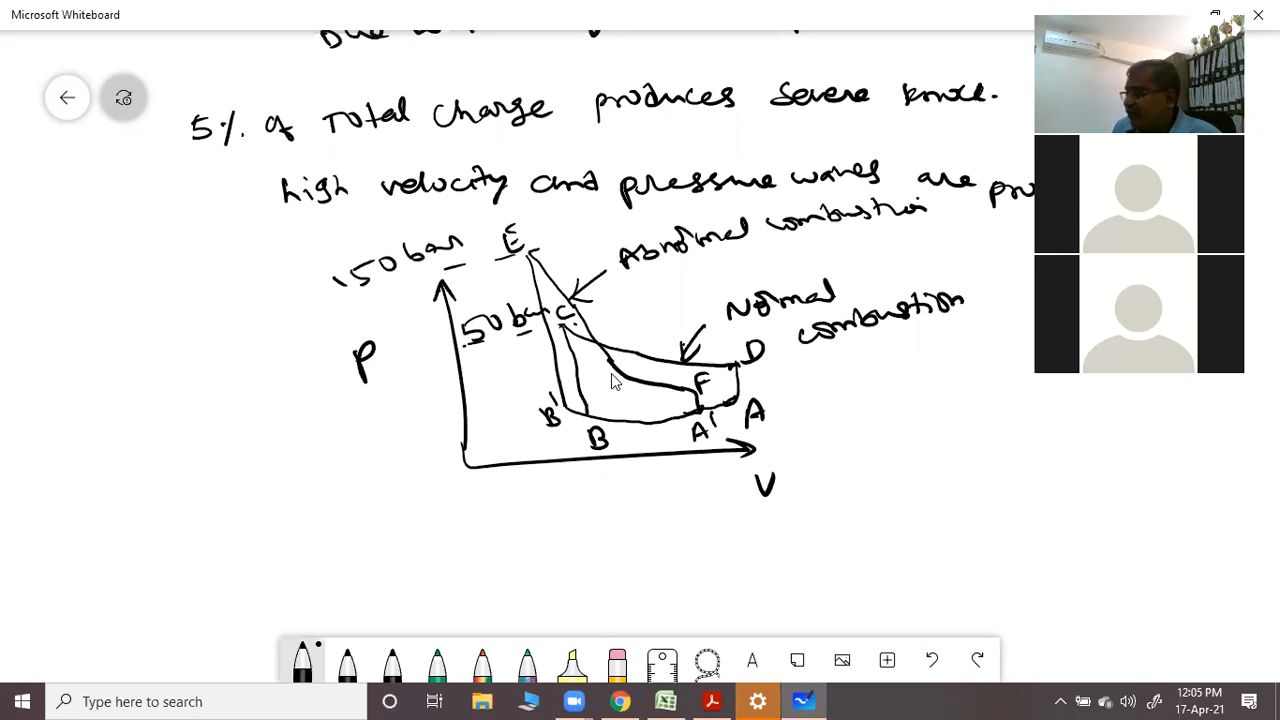 Microsoft Whiteboard
Due
5%. of Total charge produces severe knock.
high velocity and pressure waves are pro
Abnormal combustion
150 bar E
50 bar C
Normal
combustion
P
D
F
B'
B
A'
A
V
A
Type here to search
12:05 PM
17-Apr-21